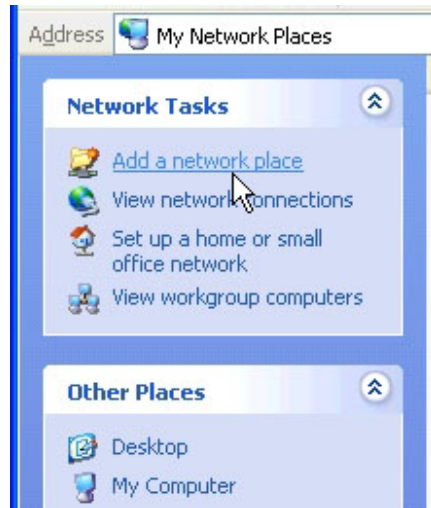 Address My Network Places
Network Tasks
Add a network place
View network connections
Set up a home or small
office network
View workgroup computers
Other Places
Desktop
My Computer